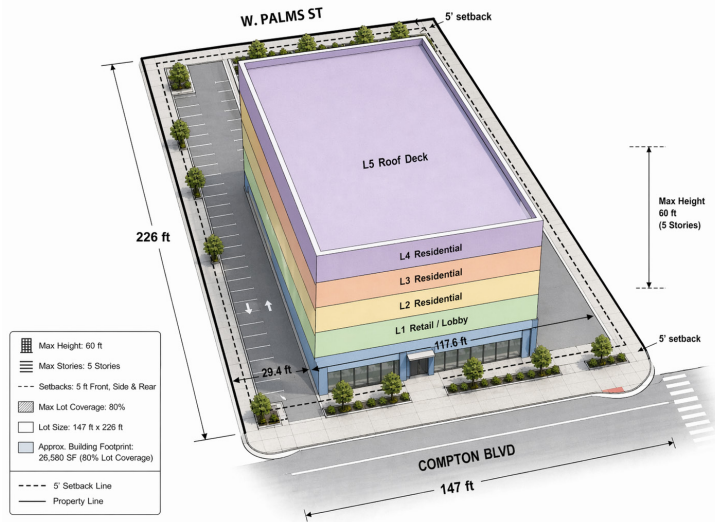 W. PALMS ST
5' setback
L5 Roof Deck
Max Height
60 ft
(5 Stories)
226 ft
L4 Residential
L3 Residential
L2 Residential
L1 Retail / Lobby
117.6 ft
29.4 ft
5' setback
COMPTON BLVD
147 ft
Max Height: 60 ft
Max Stories: 5 Stories
Setbacks: 5 ft Front, Side & Rear
Max Lot Coverage: 80%
Lot Size: 147 ft x 226 ft
Approx. Building Footprint:
26,580 SF (80% Lot Coverage)
5' Setback Line
Property Line